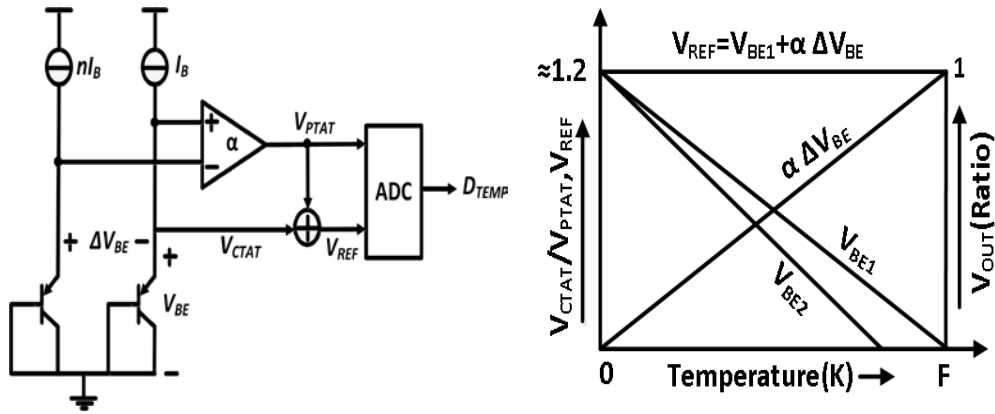 nI_B
I_B
+
α
−
V_PTAT
ADC
D_TEMP
+ ΔV_BE −
V_CTAT
V_REF
+
V_BE
−
V_REF=V_BE1+α ΔV_BE
≈1.2
1
α ΔV_BE
V_BE1
V_BE2
V_CTAT/V_PTAT,V_REF
V_OUT(Ratio)
0
Temperature(K)
F